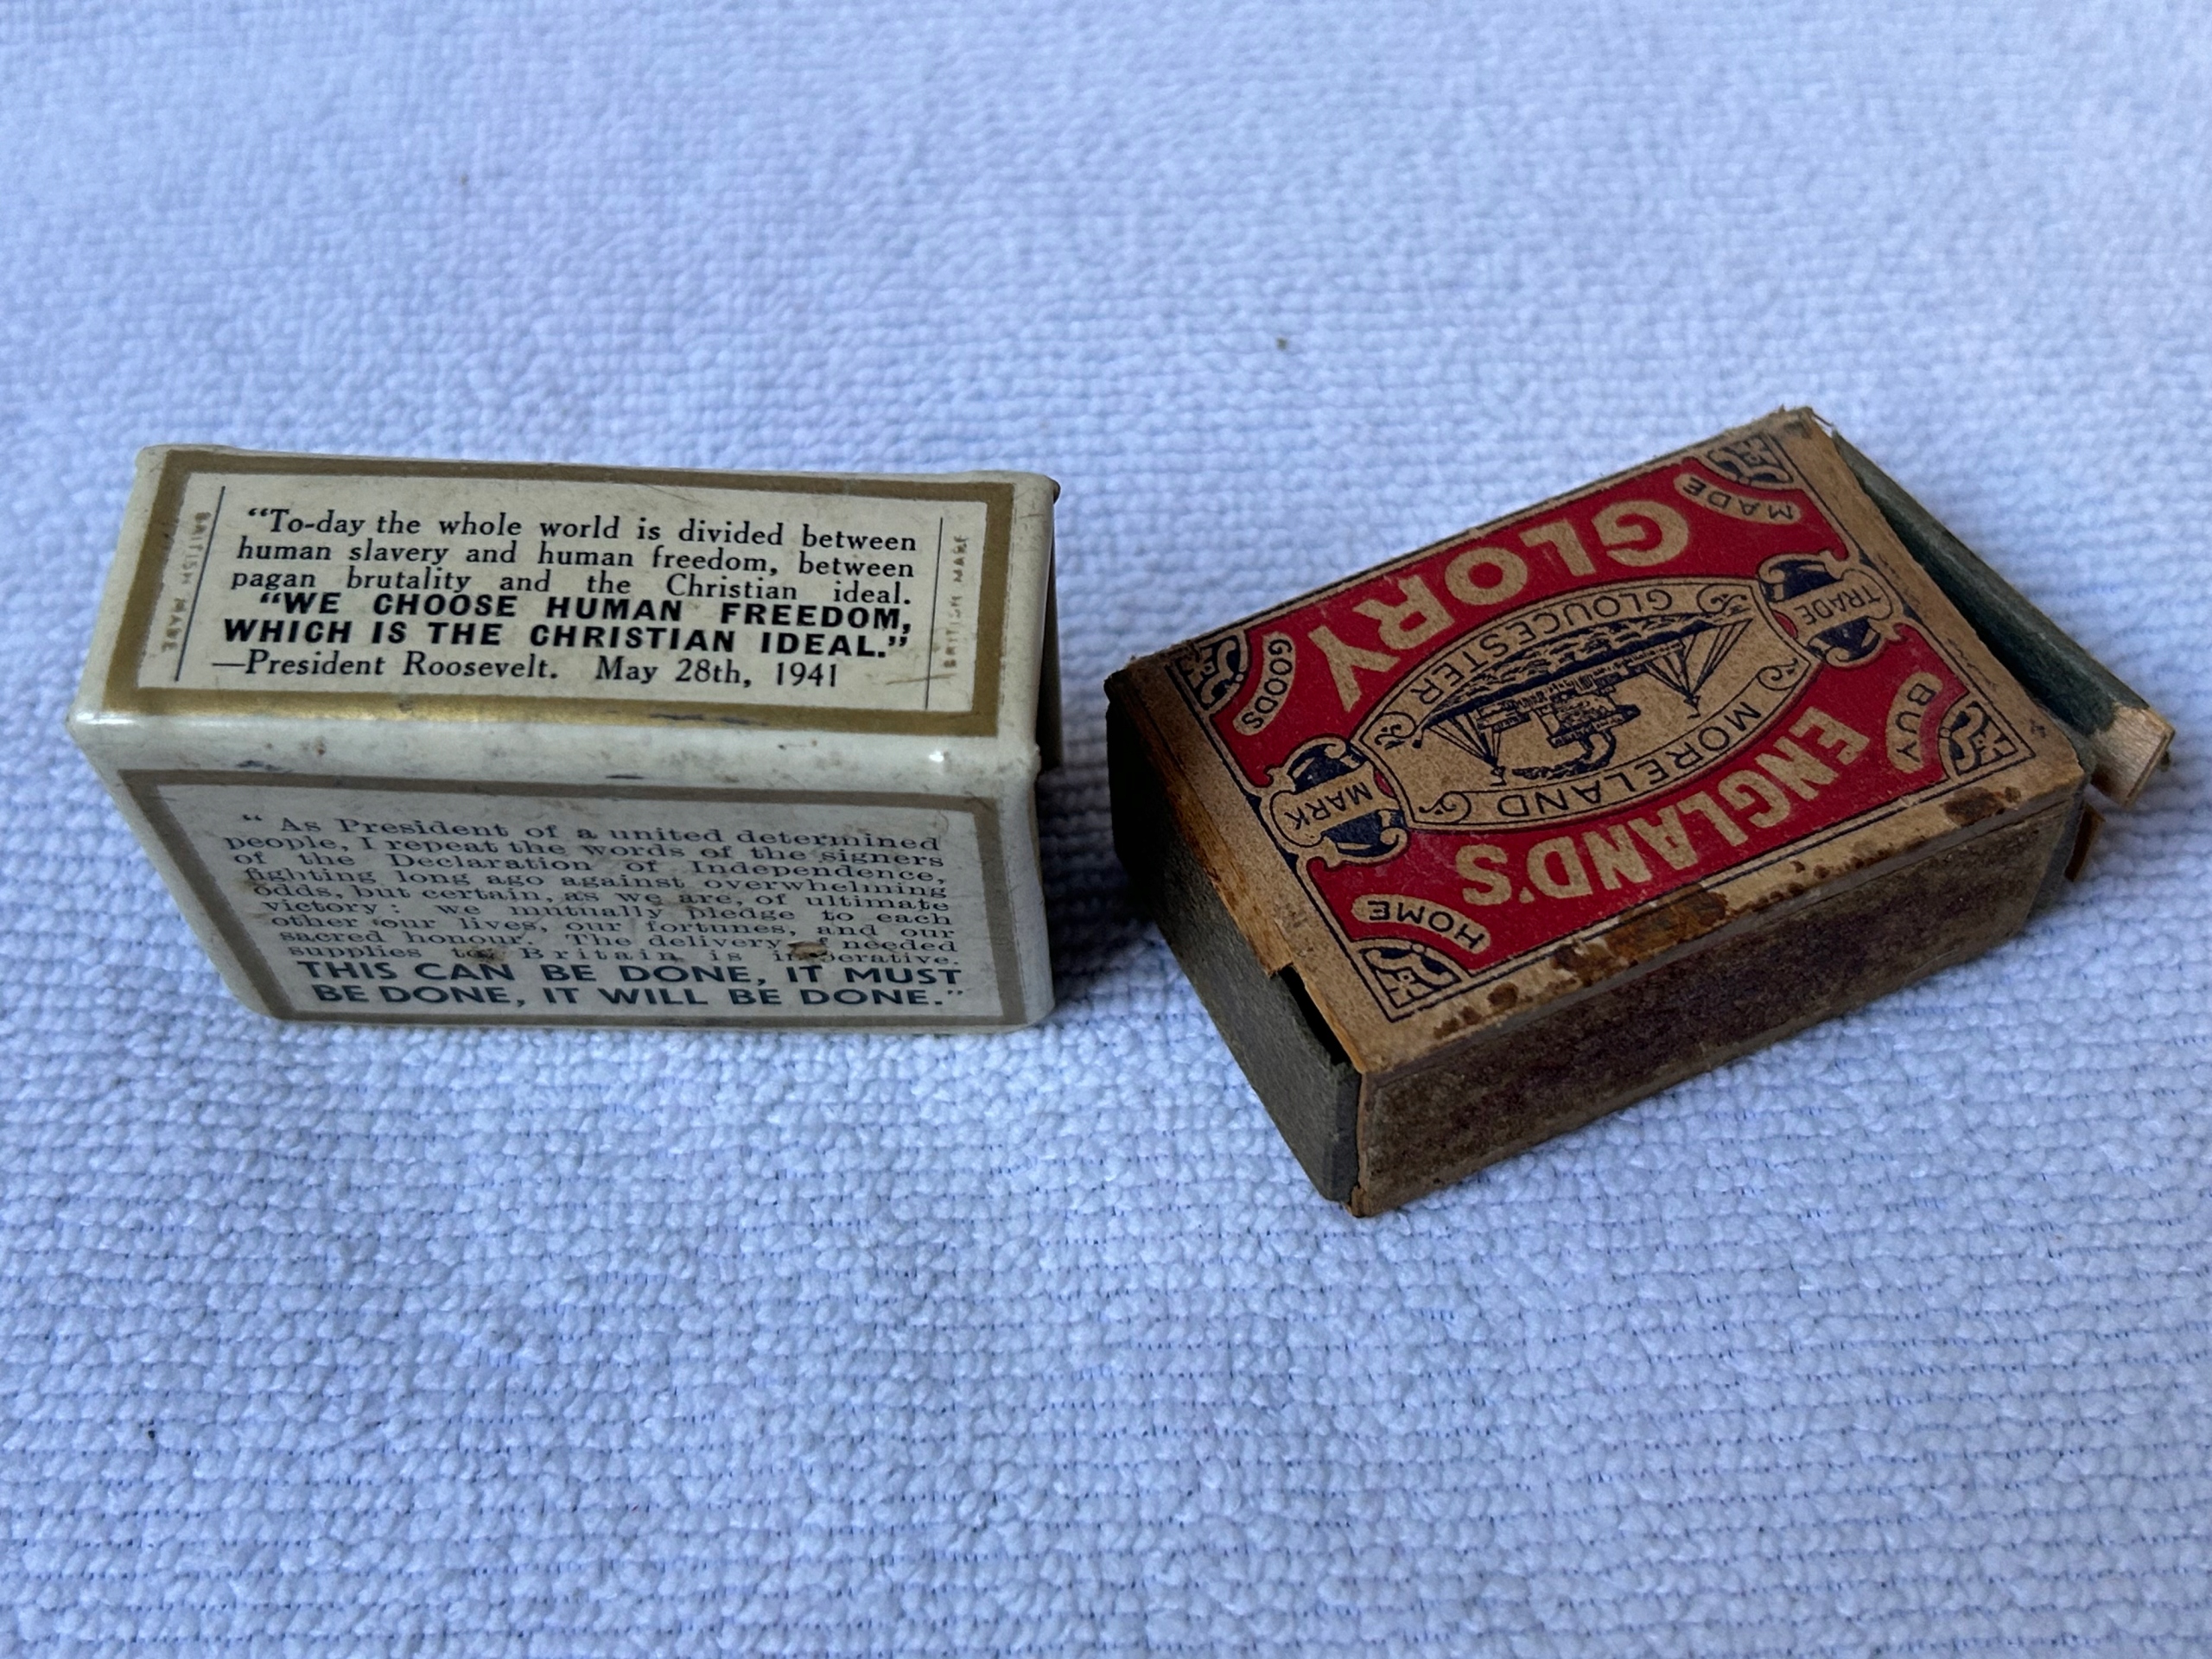 "To-day the whole world is divided between
human slavery and human freedom, between
pagan brutality and the Christian ideal.
"WE CHOOSE HUMAN FREEDOM,
WHICH IS THE CHRISTIAN IDEAL."
—President Roosevelt. May 28th, 1941
BRITISH MAKE
BRITISH MAKE
"As President of a united determined
people, I repeat the words of the signers
of the Declaration of Independence,
fighting long ago against overwhelming
odds, but certain, as we are, of ultimate
victory: we mutually pledge to each
other our lives, our fortunes, and our
sacred honour. The delivery of needed
supplies to Britain is imperative.
THIS CAN BE DONE, IT MUST
BE DONE, IT WILL BE DONE."
ENGLAND'S
GLORY
MORELAND
GLOUCESTER
TRADE
MARK
BUY
HOME
MADE
GOODS